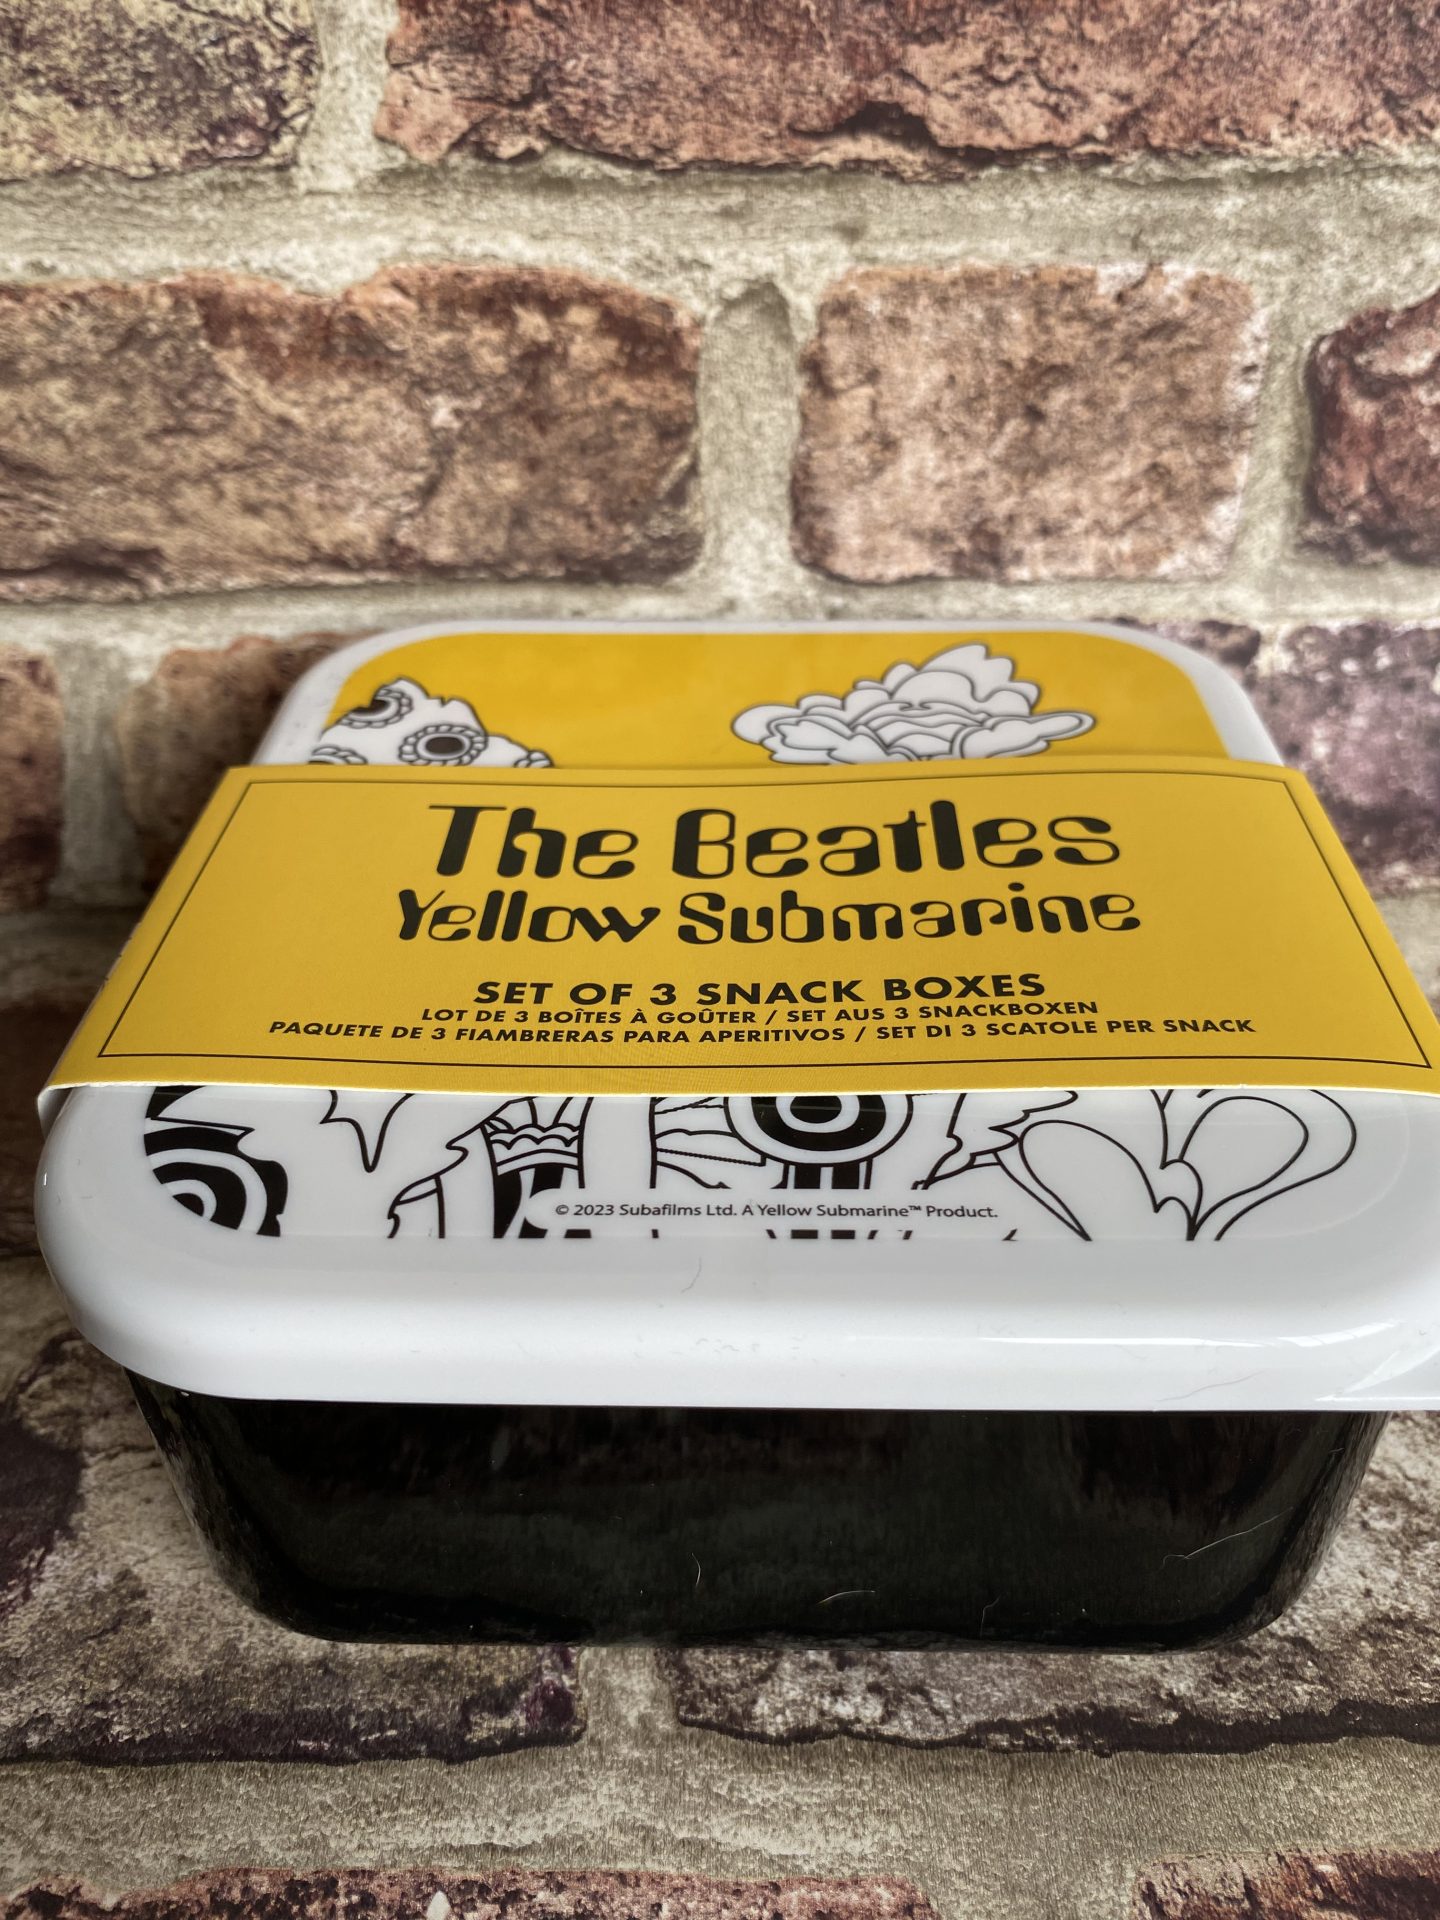 The Beatles
Yellow Submarine
SET OF 3 SNACK BOXES
LOT DE 3 BOÎTES À GOÛTER / SET AUS 3 SNACKBOXEN
PAQUETE DE 3 FIAMBRERAS PARA APERITIVOS / SET DI 3 SCATOLE PER SNACK
© 2023 Subafilms Ltd. A Yellow Submarine™ Product.